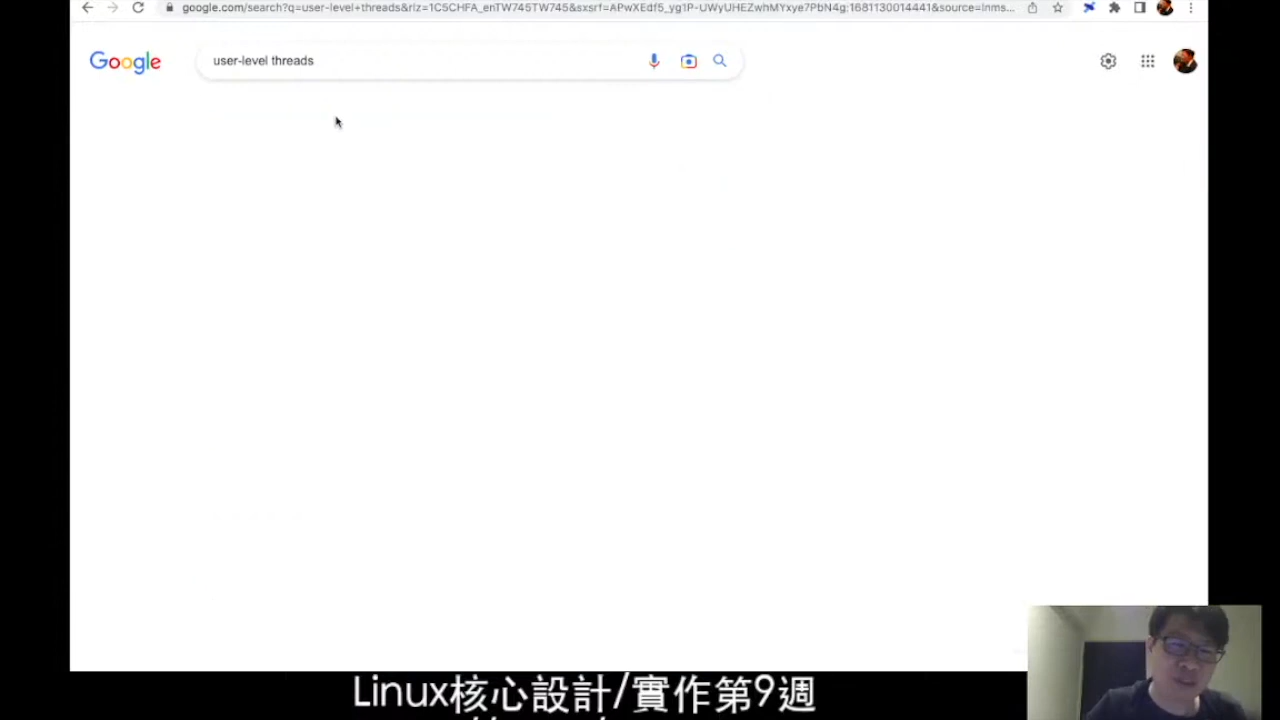 google.com/search?q=user-level+threads&rlz=1C5CHFA_enTW745TW745&sxsrf=APwXEdf5_yg1P-UWyUHEZwhMYxye7PbN4g:1681130014441&source=lnms...
Google
user-level threads
Linux核心設計/實作第9週